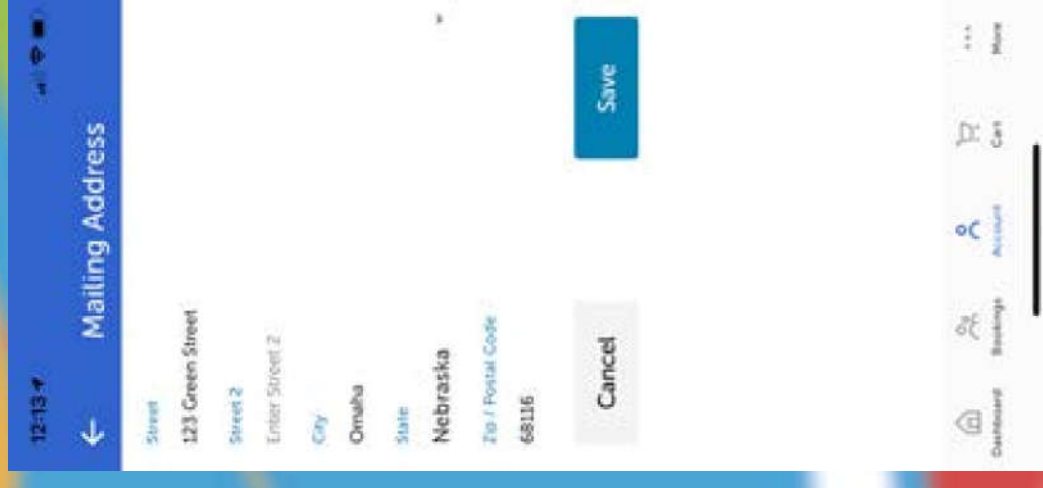 12:13
Mailing Address
Street
123 Green Street
Street 2
Enter Street 2
City
Omaha
State
Nebraska
Zip / Postal Code
68116
Cancel Save
Dashboard Bookings Account Cart More